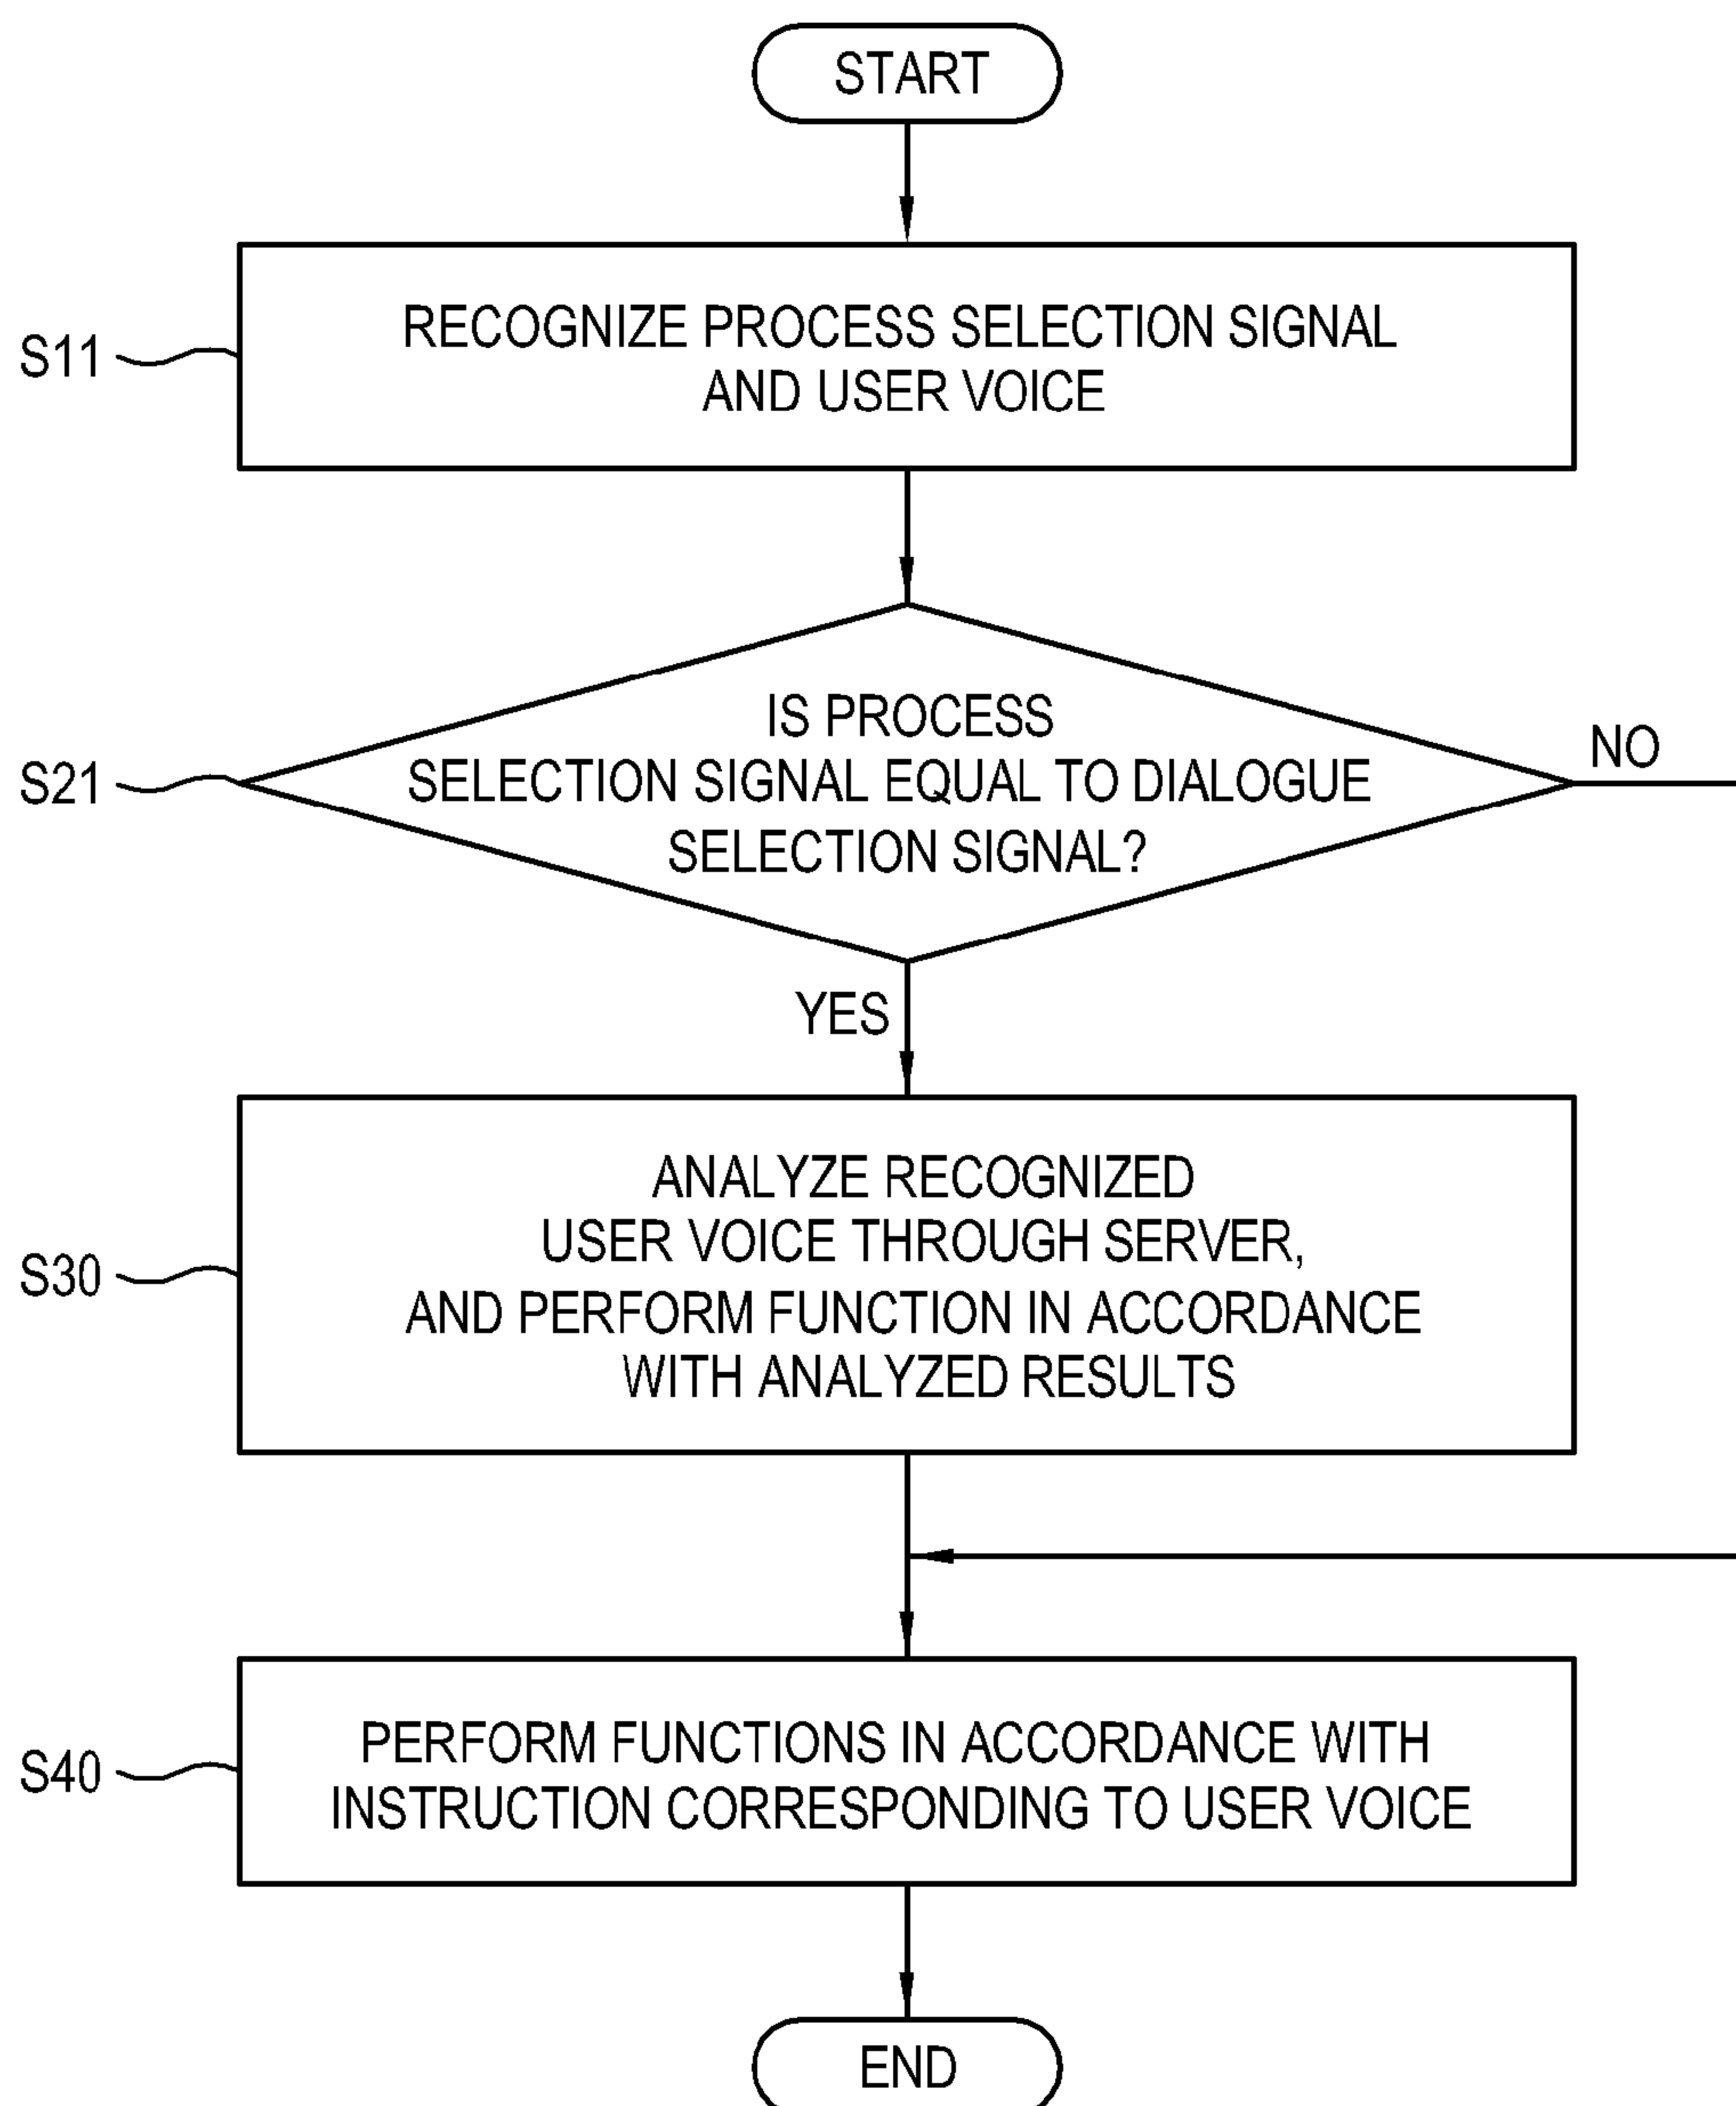 START
S11
RECOGNIZE PROCESS SELECTION SIGNAL
AND USER VOICE
S21
IS PROCESS
SELECTION SIGNAL EQUAL TO DIALOGUE
SELECTION SIGNAL?
NO
YES
S30
ANALYZE RECOGNIZED
USER VOICE THROUGH SERVER,
AND PERFORM FUNCTION IN ACCORDANCE
WITH ANALYZED RESULTS
S40
PERFORM FUNCTIONS IN ACCORDANCE WITH
INSTRUCTION CORRESPONDING TO USER VOICE
END